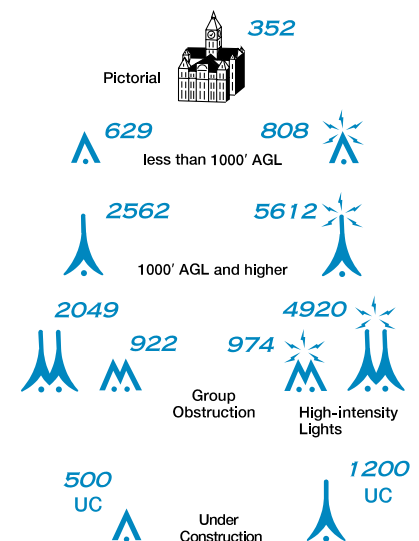 352
Pictorial
629
808
less than 1000' AGL
2562
5612
1000' AGL and higher
2049
4920
922
974
Group
Obstruction
High-intensity
Lights
500
UC
1200
UC
Under
Construction